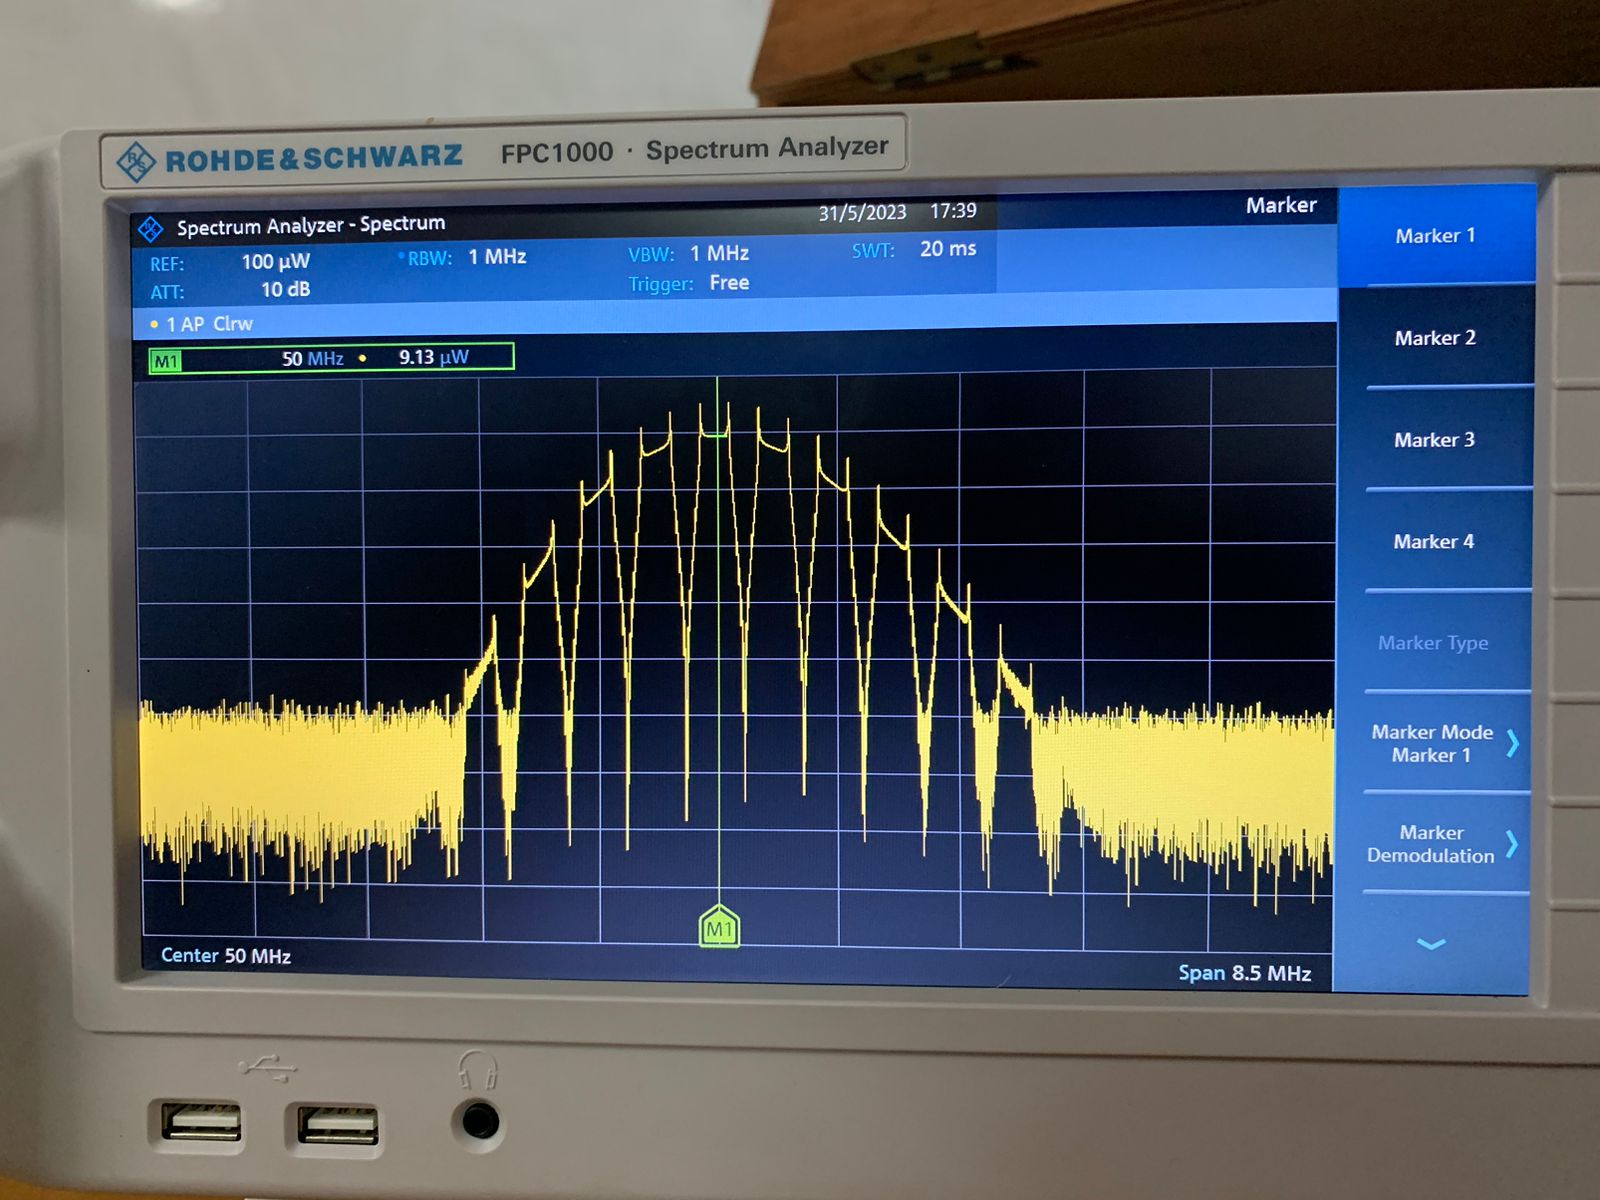 ROHDE&SCHWARZ FPC1000 · Spectrum Analyzer
Spectrum Analyzer - Spectrum 31/5/2023 17:39 Marker
REF: 100 µW RBW: 1 MHz VBW: 1 MHz SWT: 20 ms
ATT: 10 dB Trigger: Free
1 AP Clrw
M1 50 MHz 9.13 µW
M1
Center 50 MHz Span 8.5 MHz
Marker 1
Marker 2
Marker 3
Marker 4
Marker Type
Marker Mode
Marker 1
Marker
Demodulation